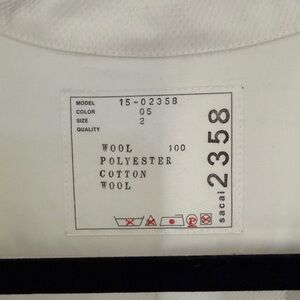 MODEL 15-02358
COLOR 05
SIZE 2
QUALITY
WOOL 100
POLYESTER
COTTON
WOOL
sacai 2358